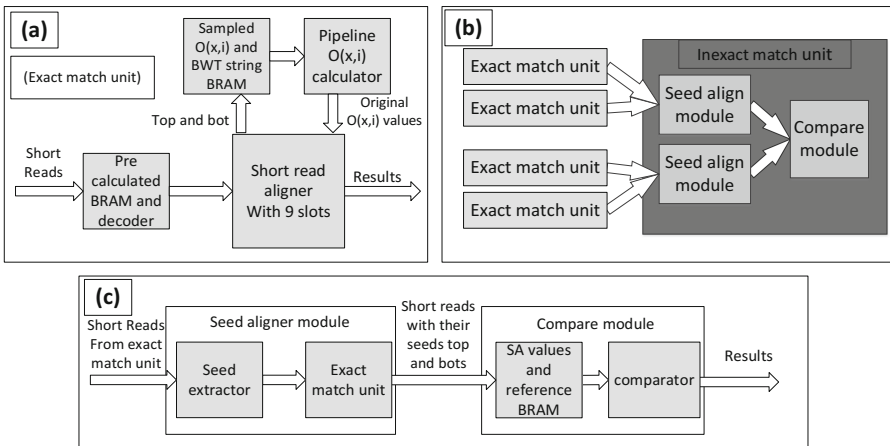 (a)
(Exact match unit)
Sampled
O(x,i) and
BWT string
BRAM
Pipeline
O(x,i)
calculator
Top and bot
Original
O(x,i) values
Short
Reads
Pre
calculated
BRAM and
decoder
Short read
aligner
With 9 slots
Results
(b)
Inexact match unit
Exact match unit
Exact match unit
Exact match unit
Exact match unit
Seed align
module
Seed align
module
Compare
module
(c)
Short Reads
From exact
match unit
Seed aligner module
Seed
extractor
Exact
match unit
Short reads
with their
seeds top
and bots
Compare module
SA values
and
reference
BRAM
comparator
Results